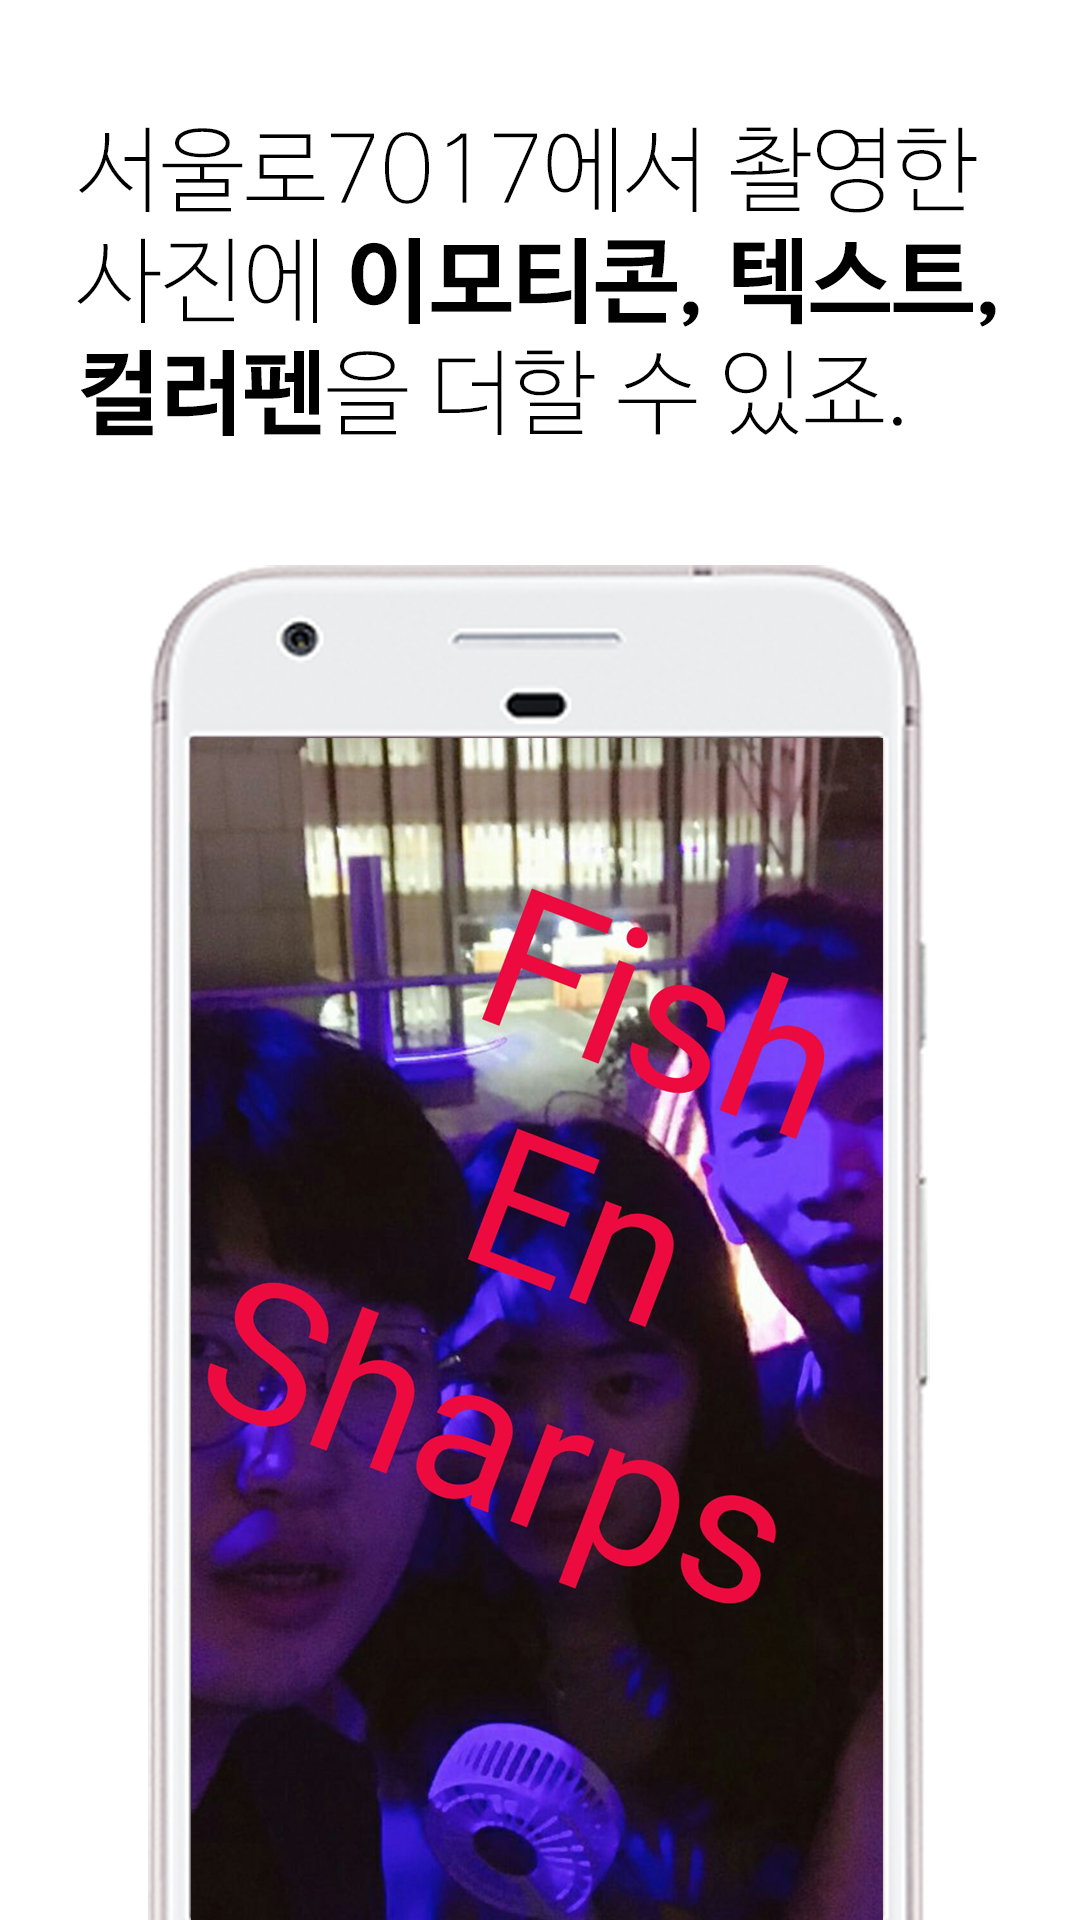 서울로7017에서 촬영한
사진에 이모티콘, 텍스트,
컬러펜을 더할 수 있죠.
Fish
En
Sharps